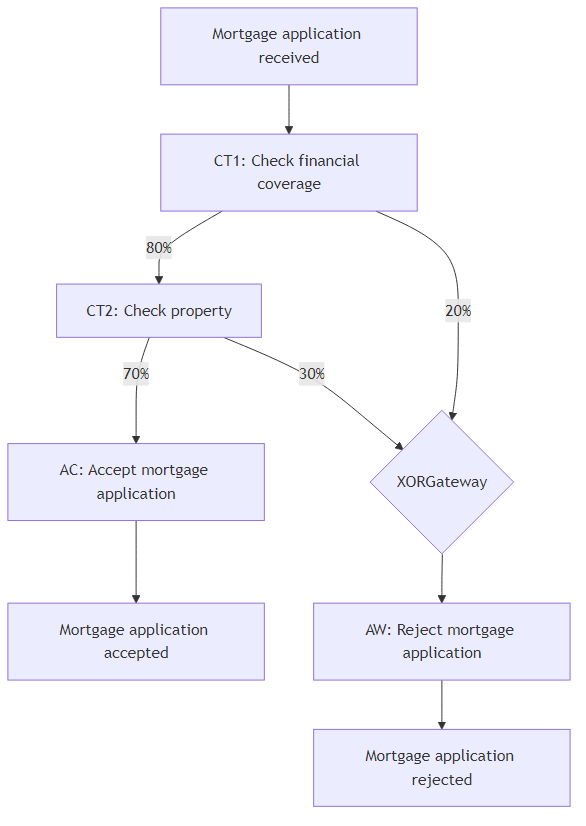 Mortgage application
received
CT1: Check financial
coverage
80%
CT2: Check property
20%
70%
30%
AC: Accept mortgage
application
XORGateway
Mortgage application
accepted
AW: Reject mortgage
application
Mortgage application
rejected